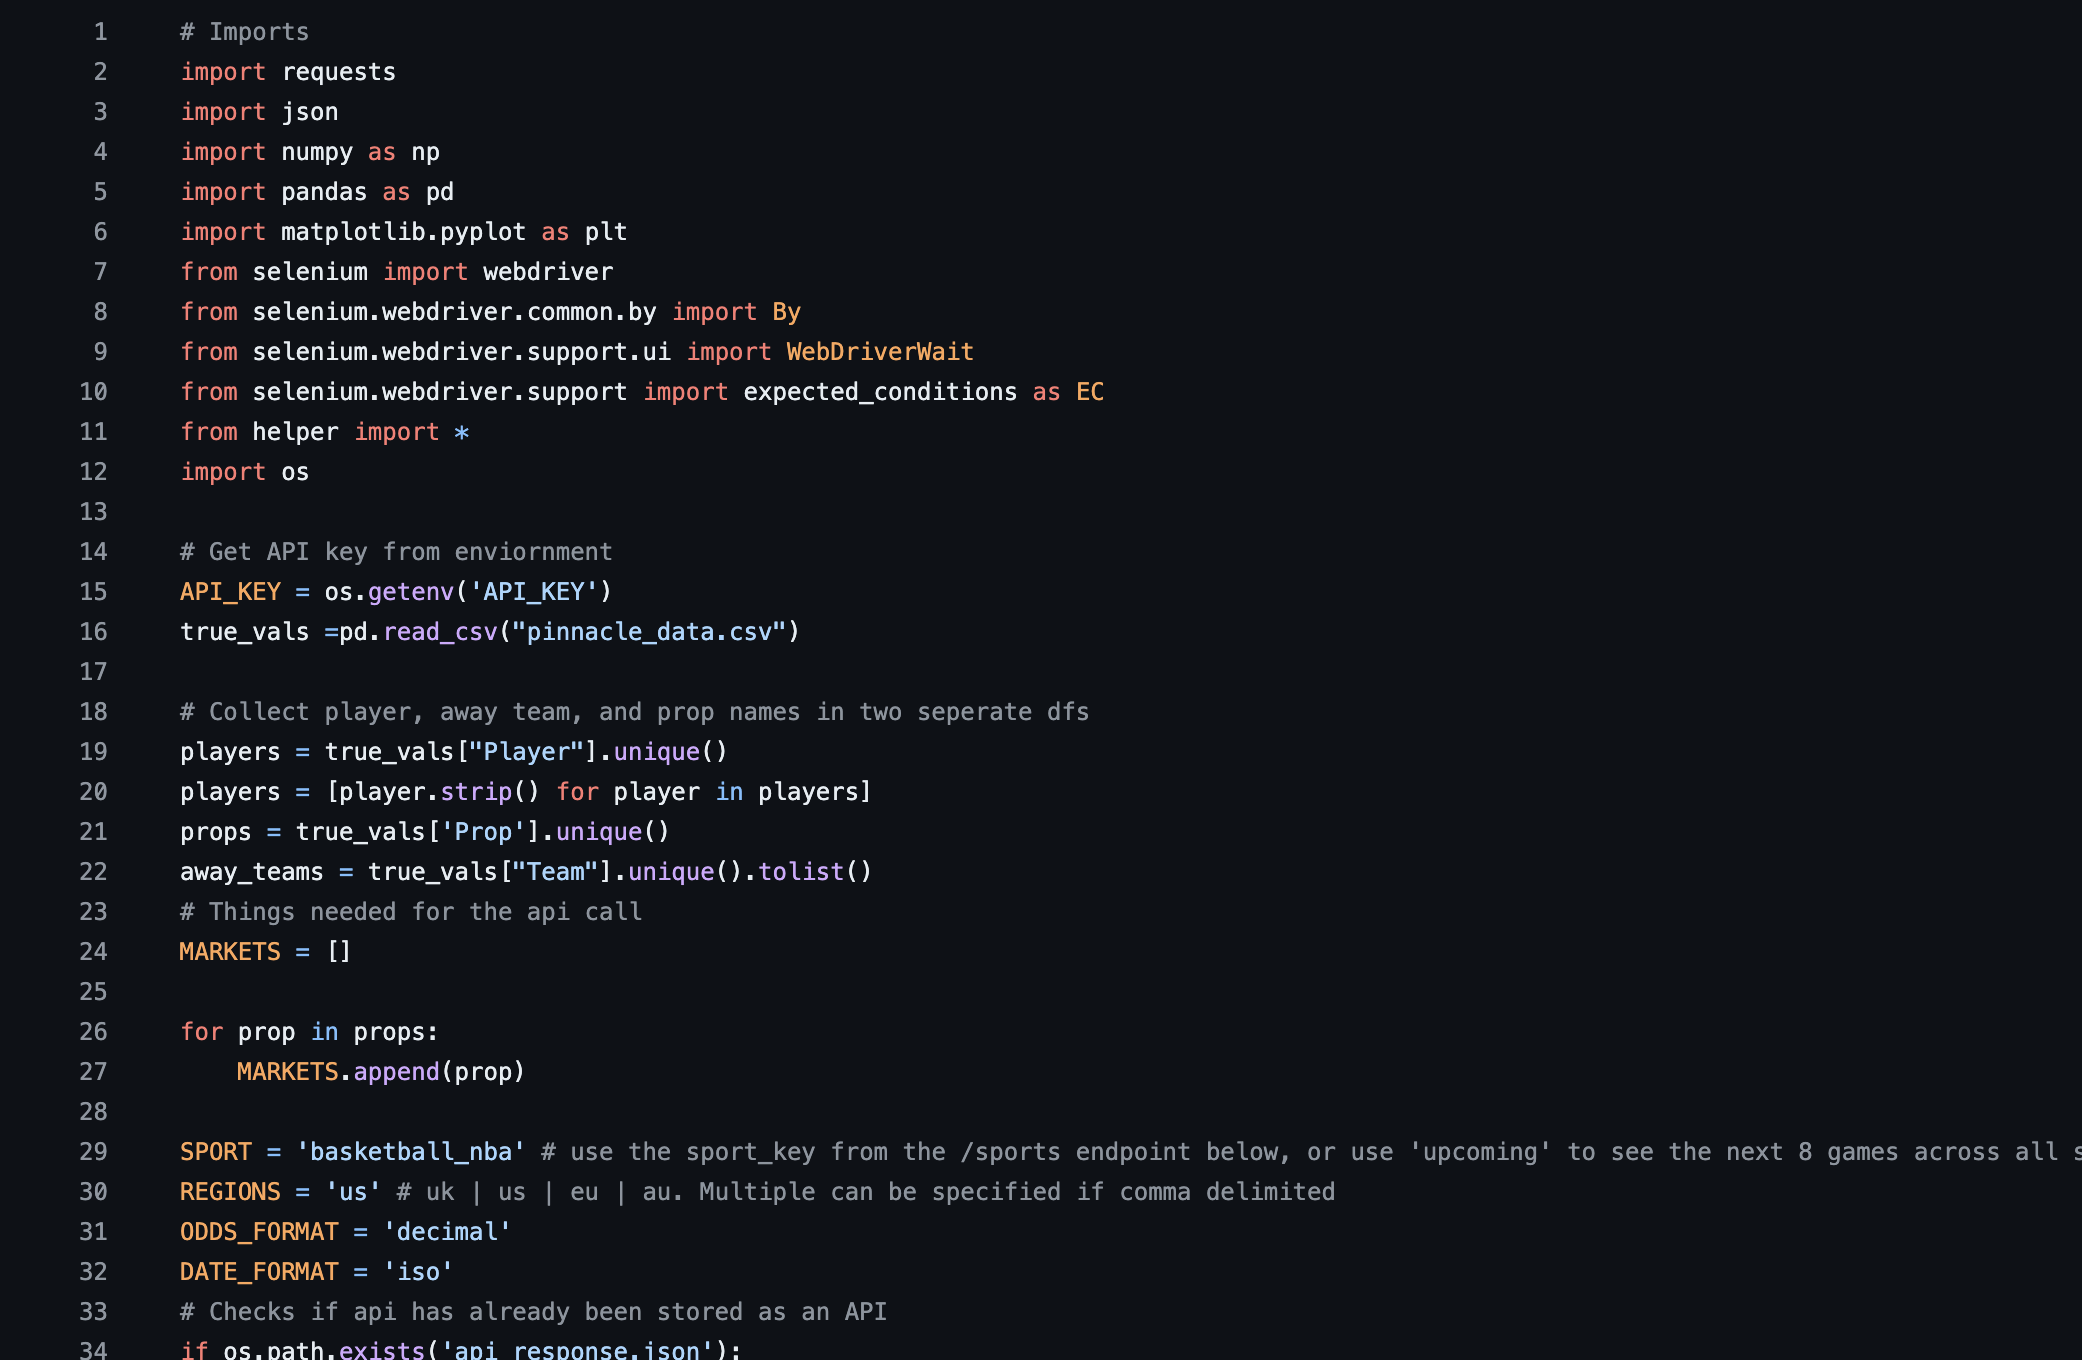 1 # Imports
2 import requests
3 import json
4 import numpy as np
5 import pandas as pd
6 import matplotlib.pyplot as plt
7 from selenium import webdriver
8 from selenium.webdriver.common.by import By
9 from selenium.webdriver.support.ui import WebDriverWait
10 from selenium.webdriver.support import expected_conditions as EC
11 from helper import *
12 import os
13
14 # Get API key from enviornment
15 API_KEY = os.getenv('API_KEY')
16 true_vals =pd.read_csv("pinnacle_data.csv")
17
18 # Collect player, away team, and prop names in two seperate dfs
19 players = true_vals["Player"].unique()
20 players = [player.strip() for player in players]
21 props = true_vals['Prop'].unique()
22 away_teams = true_vals["Team"].unique().tolist()
23 # Things needed for the api call
24 MARKETS = []
25
26 for prop in props:
27     MARKETS.append(prop)
28
29 SPORT = 'basketball_nba' # use the sport_key from the /sports endpoint below, or use 'upcoming' to see the next 8 games across all s
30 REGIONS = 'us' # uk | us | eu | au. Multiple can be specified if comma delimited
31 ODDS_FORMAT = 'decimal'
32 DATE_FORMAT = 'iso'
33 # Checks if api has already been stored as an API
34 if os.path.exists('api_response.json'):